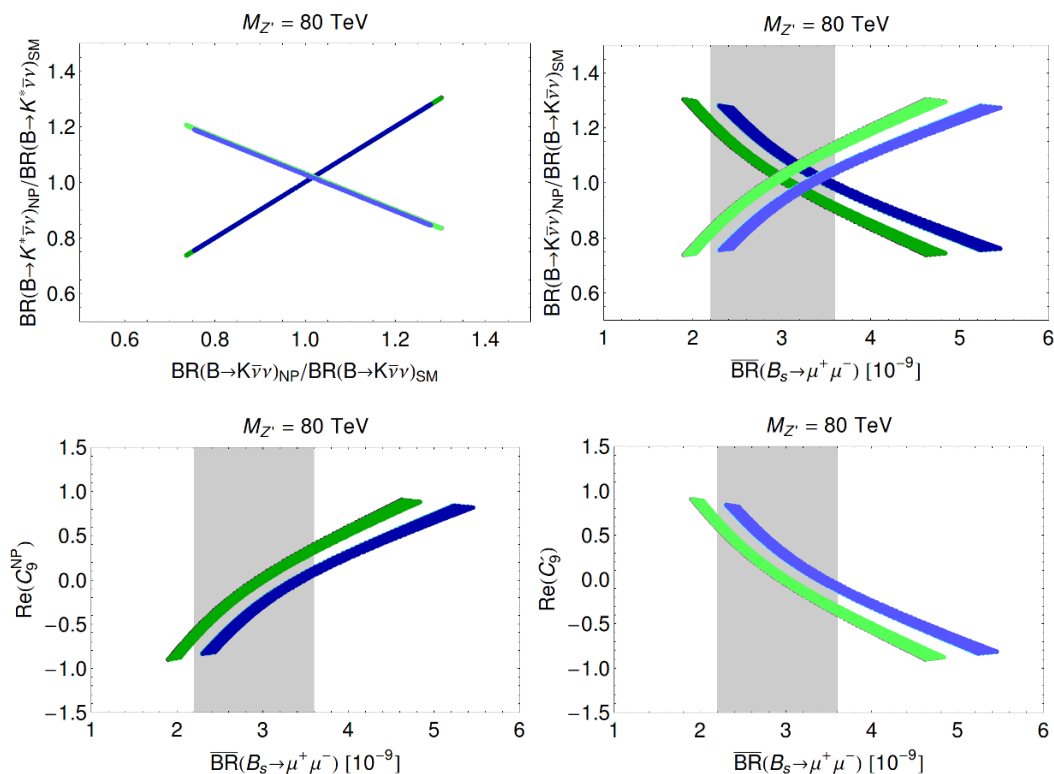 M_Z' = 80 TeV
BR(B→K*ν̄ν)_NP/BR(B→K*ν̄ν)_SM
1.4
1.2
1.0
0.8
0.6
0.6 0.8 1.0 1.2 1.4
BR(B→Kν̄ν)_NP/BR(B→Kν̄ν)_SM
M_Z' = 80 TeV
BR(B→Kν̄ν)_NP/BR(B→Kν̄ν)_SM
1.4
1.2
1.0
0.8
0.6
1 2 3 4 5 6
B̅R̅(B_s→μ⁺μ⁻) [10⁻⁹]
M_Z' = 80 TeV
Re(C_9^NP)
1.5
1.0
0.5
0.0
−0.5
−1.0
−1.5
1 2 3 4 5 6
B̅R̅(B_s→μ⁺μ⁻) [10⁻⁹]
M_Z' = 80 TeV
Re(C′_9)
1.5
1.0
0.5
0.0
−0.5
−1.0
−1.5
1 2 3 4 5 6
B̅R̅(B_s→μ⁺μ⁻) [10⁻⁹]